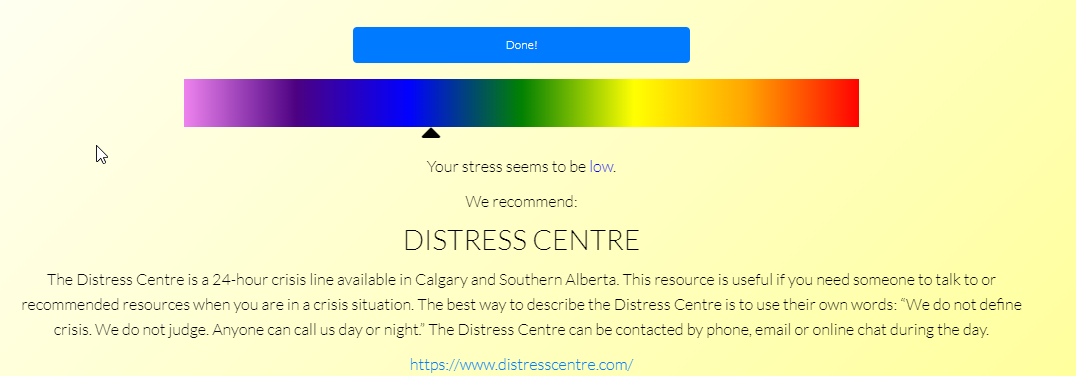 Done!
Your stress seems to be low.
We recommend:
DISTRESS CENTRE
The Distress Centre is a 24-hour crisis line available in Calgary and Southern Alberta. This resource is useful if you need someone to talk to or
recommended resources when you are in a crisis situation. The best way to describe the Distress Centre is to use their own words: “We do not define
crisis. We do not judge. Anyone can call us day or night.” The Distress Centre can be contacted by phone, email or online chat during the day.
https://www.distresscentre.com/